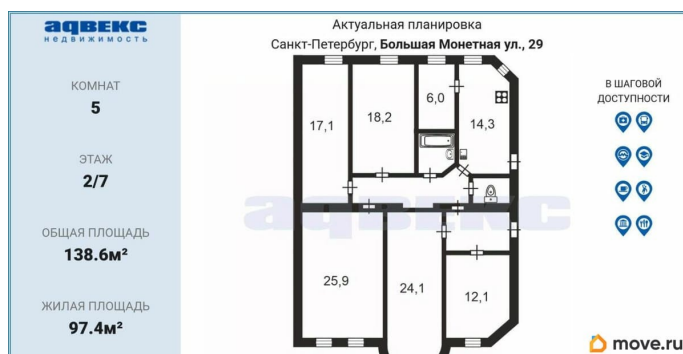 аdвекс
недвижимость
КОМНАТ
5
ЭТАЖ
2/7
ОБЩАЯ ПЛОЩАДЬ
138.6м²
ЖИЛАЯ ПЛОЩАДЬ
97.4м²
Актуальная планировка
Санкт-Петербург, Большая Монетная ул., 29
17,1
18,2
6,0
14,3
адвекс
25,9
24,1
12,1
В ШАГОВОЙ
ДОСТУПНОСТИ
move.ru